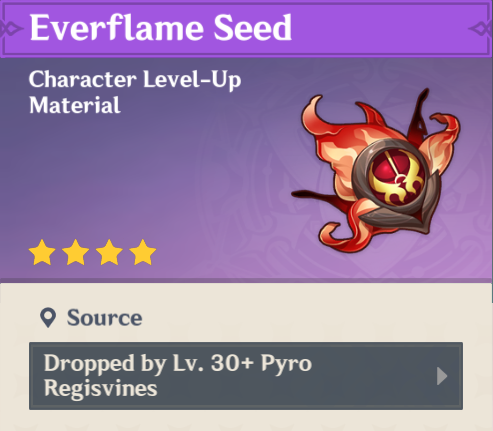 Everflame Seed
Character Level-Up
Material
Source
Dropped by Lv. 30+ Pyro
Regisvines